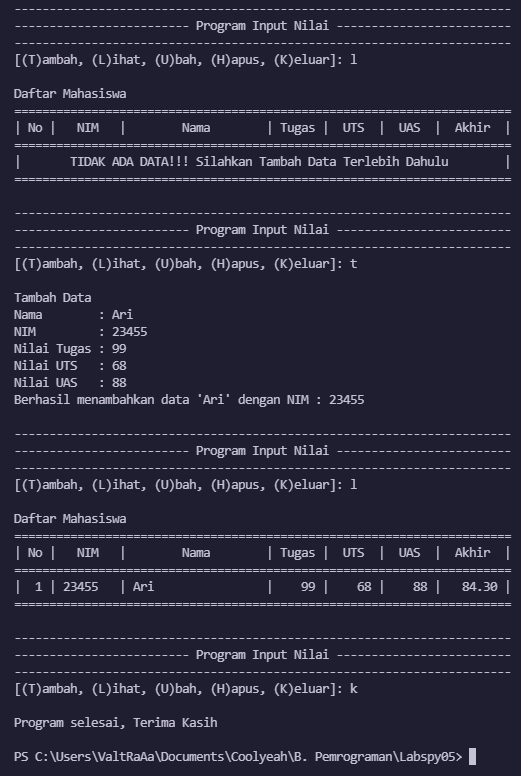 -----------------------------------------------------------------------
------------------------- Program Input Nilai -------------------------
-----------------------------------------------------------------------
[(T)ambah, (L)ihat, (U)bah, (H)apus, (K)eluar]: l

Daftar Mahasiswa
=======================================================================
| No |   NIM   |        Nama        | Tugas |  UTS  |  UAS  |  Akhir  |
=======================================================================
|       TIDAK ADA DATA!!! Silahkan Tambah Data Terlebih Dahulu        |
=======================================================================

-----------------------------------------------------------------------
------------------------- Program Input Nilai -------------------------
-----------------------------------------------------------------------
[(T)ambah, (L)ihat, (U)bah, (H)apus, (K)eluar]: t

Tambah Data
Nama        : Ari
NIM         : 23455
Nilai Tugas : 99
Nilai UTS   : 68
Nilai UAS   : 88
Berhasil menambahkan data 'Ari' dengan NIM : 23455

-----------------------------------------------------------------------
------------------------- Program Input Nilai -------------------------
-----------------------------------------------------------------------
[(T)ambah, (L)ihat, (U)bah, (H)apus, (K)eluar]: l

Daftar Mahasiswa
=======================================================================
| No |   NIM   |        Nama        | Tugas |  UTS  |  UAS  |  Akhir  |
=======================================================================
|  1 | 23455   | Ari                |    99 |    68 |    88 |   84.30 |
=======================================================================

-----------------------------------------------------------------------
------------------------- Program Input Nilai -------------------------
-----------------------------------------------------------------------
[(T)ambah, (L)ihat, (U)bah, (H)apus, (K)eluar]: k

Program selesai, Terima Kasih

PS C:\Users\ValtRaAa\Documents\Coolyeah\B. Pemrograman\Labspy05>